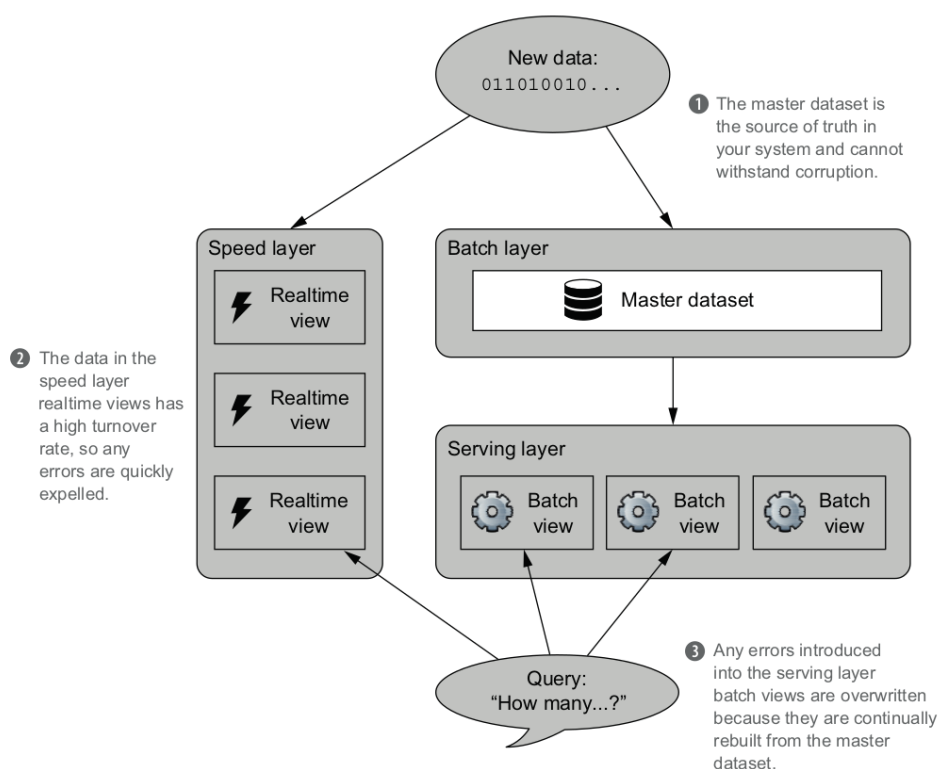 New data:
011010010...
1 The master dataset is
the source of truth in
your system and cannot
withstand corruption.
Speed layer
Realtime
view
Realtime
view
Realtime
view
Batch layer
Master dataset
2 The data in the
speed layer
realtime views has
a high turnover
rate, so any
errors are quickly
expelled.
Serving layer
Batch
view
Batch
view
Batch
view
Query:
“How many...?”
3 Any errors introduced
into the serving layer
batch views are overwritten
because they are continually
rebuilt from the master
dataset.